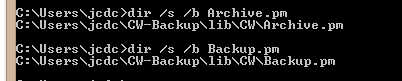 C:\Users\jcdc>dir /s /b Archive.pm
C:\Users\jcdc\CW-Backup\lib\CW\Archive.pm
C:\Users\jcdc>dir /s /b Backup.pm
C:\Users\jcdc\CW-Backup\lib\CW\Backup.pm